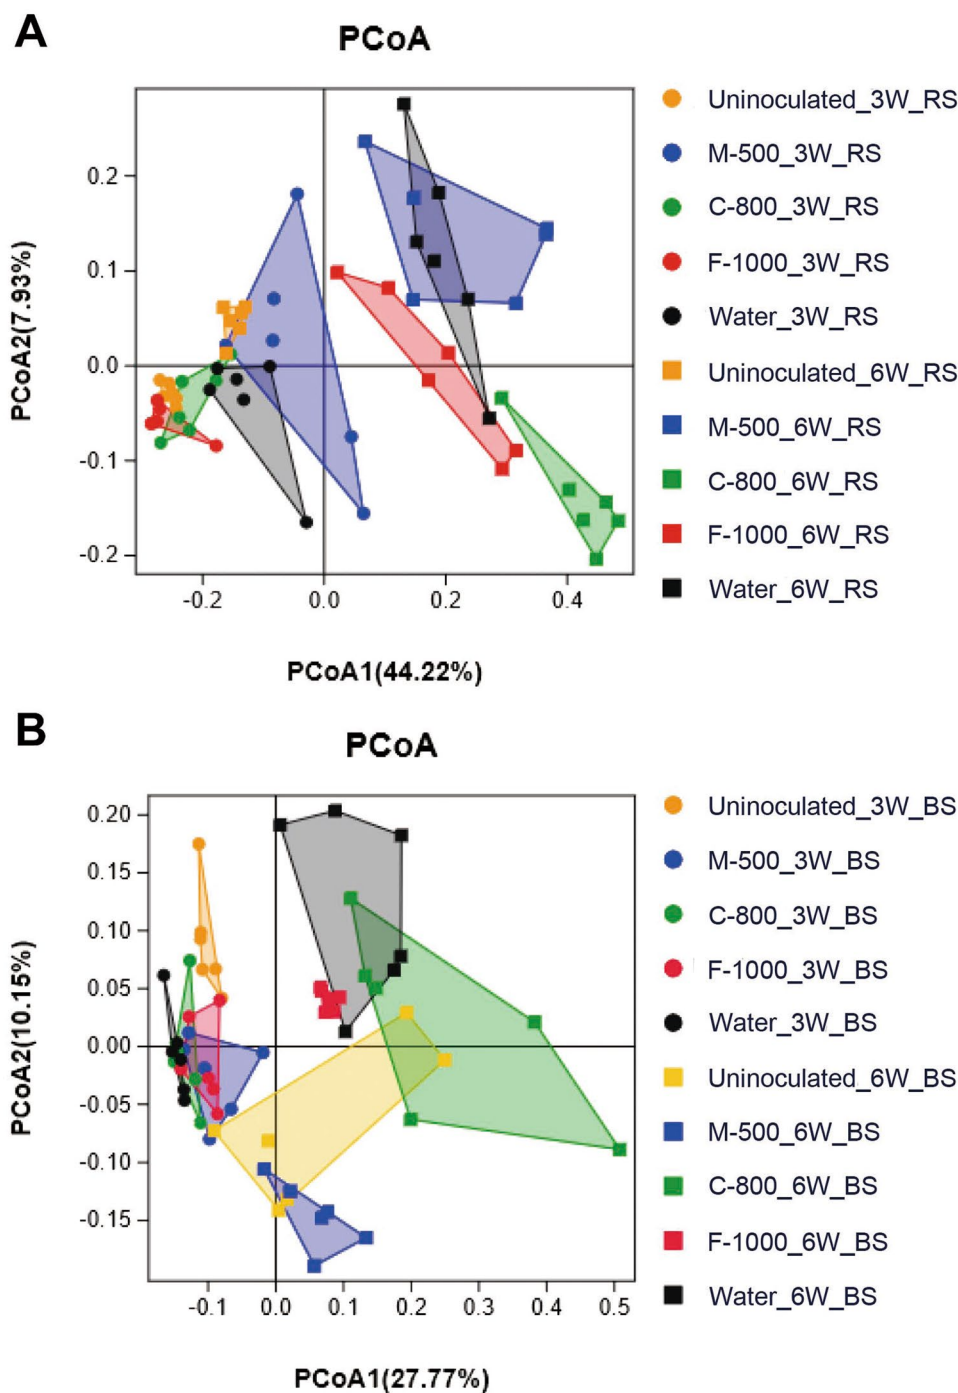 A
PCoA
PCoA2(7.93%)
0.2
0.1
0.0
-0.1
-0.2
-0.2 0.0 0.2 0.4
PCoA1(44.22%)
Uninoculated_3W_RS
M-500_3W_RS
C-800_3W_RS
F-1000_3W_RS
Water_3W_RS
Uninoculated_6W_RS
M-500_6W_RS
C-800_6W_RS
F-1000_6W_RS
Water_6W_RS
B
PCoA
PCoA2(10.15%)
0.20
0.15
0.10
0.05
0.00
-0.05
-0.10
-0.15
-0.1 0.0 0.1 0.2 0.3 0.4 0.5
PCoA1(27.77%)
Uninoculated_3W_BS
M-500_3W_BS
C-800_3W_BS
F-1000_3W_BS
Water_3W_BS
Uninoculated_6W_BS
M-500_6W_BS
C-800_6W_BS
F-1000_6W_BS
Water_6W_BS